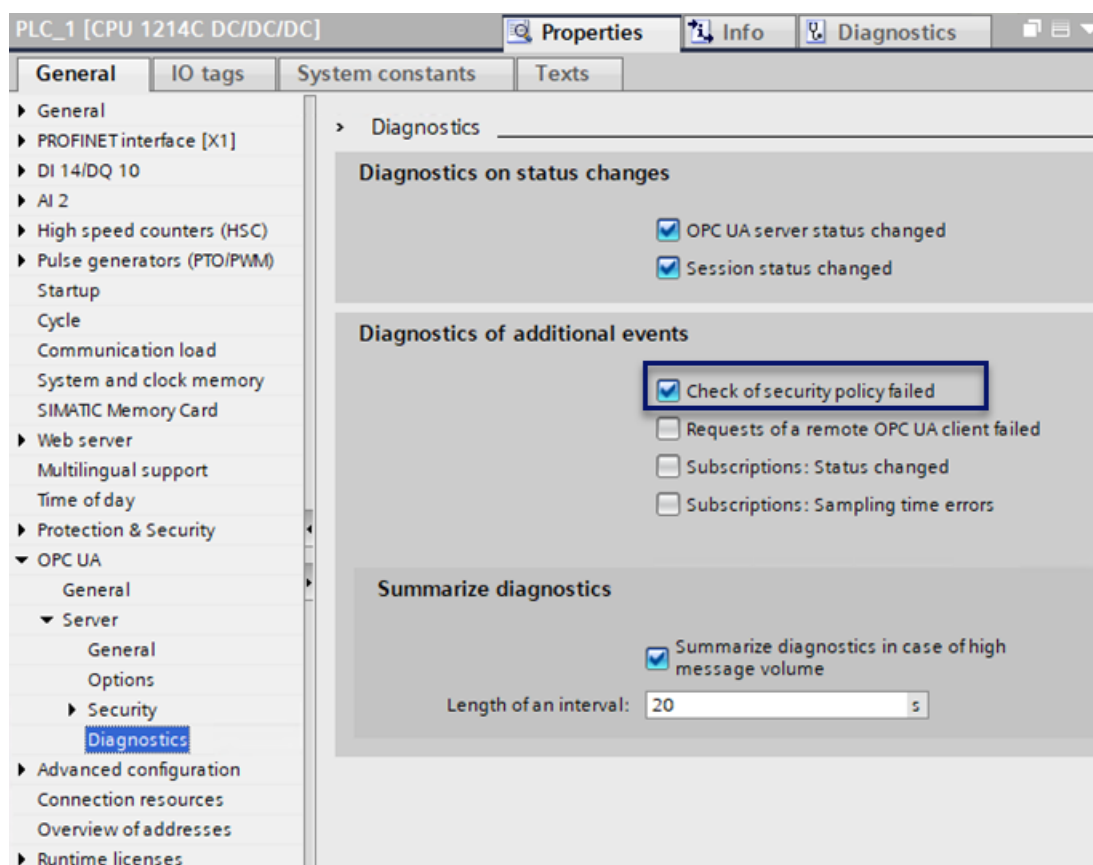 PLC_1 [CPU 1214C DC/DC/DC]
Properties
Info
Diagnostics
General
IO tags
System constants
Texts
General
PROFINET interface [X1]
DI 14/DQ 10
AI 2
High speed counters (HSC)
Pulse generators (PTO/PWM)
Startup
Cycle
Communication load
System and clock memory
SIMATIC Memory Card
Web server
Multilingual support
Time of day
Protection & Security
OPC UA
General
Server
General
Options
Security
Diagnostics
Advanced configuration
Connection resources
Overview of addresses
Runtime licenses
Diagnostics
Diagnostics on status changes
OPC UA server status changed
Session status changed
Diagnostics of additional events
Check of security policy failed
Requests of a remote OPC UA client failed
Subscriptions: Status changed
Subscriptions: Sampling time errors
Summarize diagnostics
Summarize diagnostics in case of high
message volume
Length of an interval: 20 s